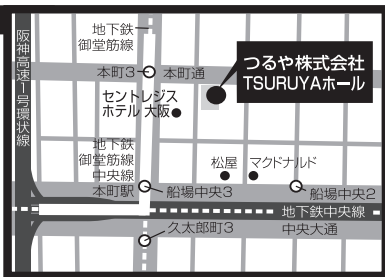 地下鉄
御堂筋線
阪神高速1号環状線
つるや株式会社
TSURUYAホール
本町3
本町通
セントレジス
ホテル 大阪
地下鉄
御堂筋線
中央線
本町駅
松屋
マクドナルド
船場中央3
船場中央2
地下鉄中央線
久太郎町3
中央大通